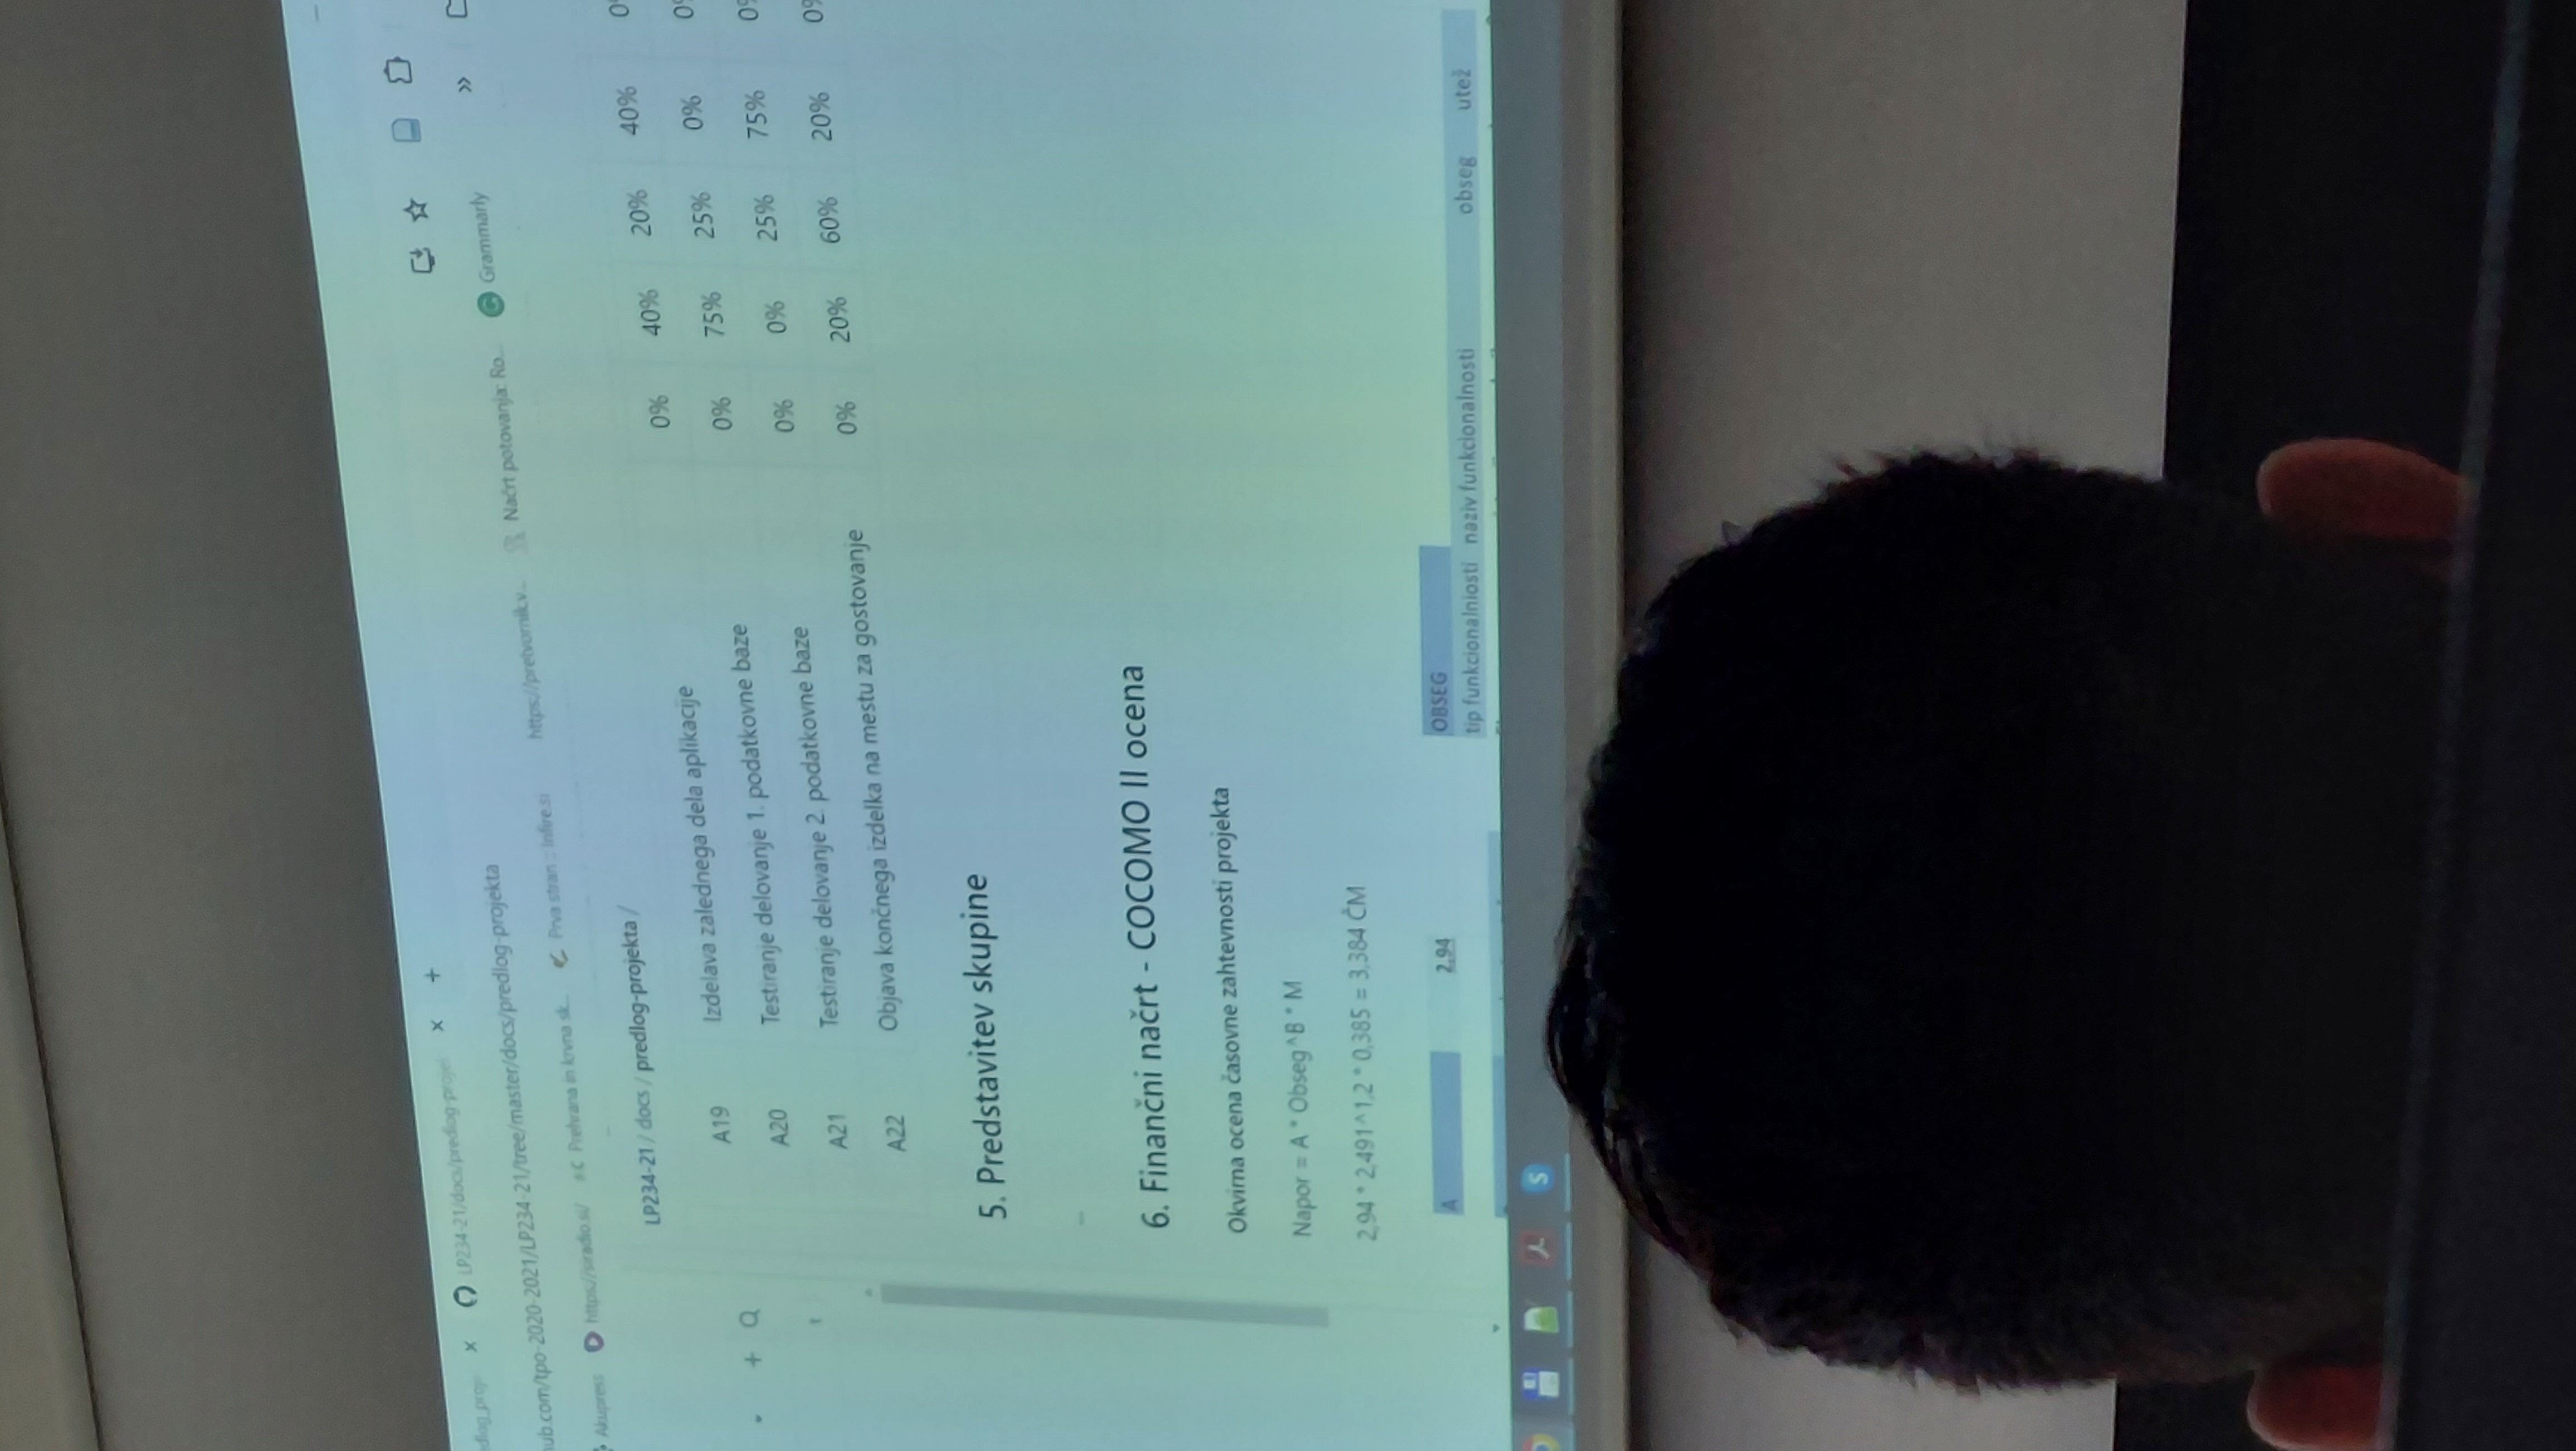 LP234-21/docs/predlog-projek
hub.com/tpo-2020-2021/LP234-21/tree/master/docs/predlog-projekta
Akupress https://siradio.si/ Prehrana in krvna sk... Prva stran :: Infire.si https://pretvornik.v... Načrt potovanja: Ro... Grammarly »
LP234-21 / docs / predlog-projekta /
A19 Izdelava zalednega dela aplikacije 0% 40% 20% 40%
A20 Testiranje delovanje 1. podatkovne baze 0% 75% 25% 0%
A21 Testiranje delovanje 2. podatkovne baze 0% 0% 25% 75%
A22 Objava končnega izdelka na mestu za gostovanje 0% 20% 60% 20%
5. Predstavitev skupine
6. Finančni načrt - COCOMO II ocena
Okvirna ocena časovne zahtevnosti projekta
Napor = A * Obseg^B * M
2,94 * 2,491^1,2 * 0,385 = 3,384 ČM
A 2,94
OBSEG
tip funkcionalniosti naziv funkcionalnosti obseg utež